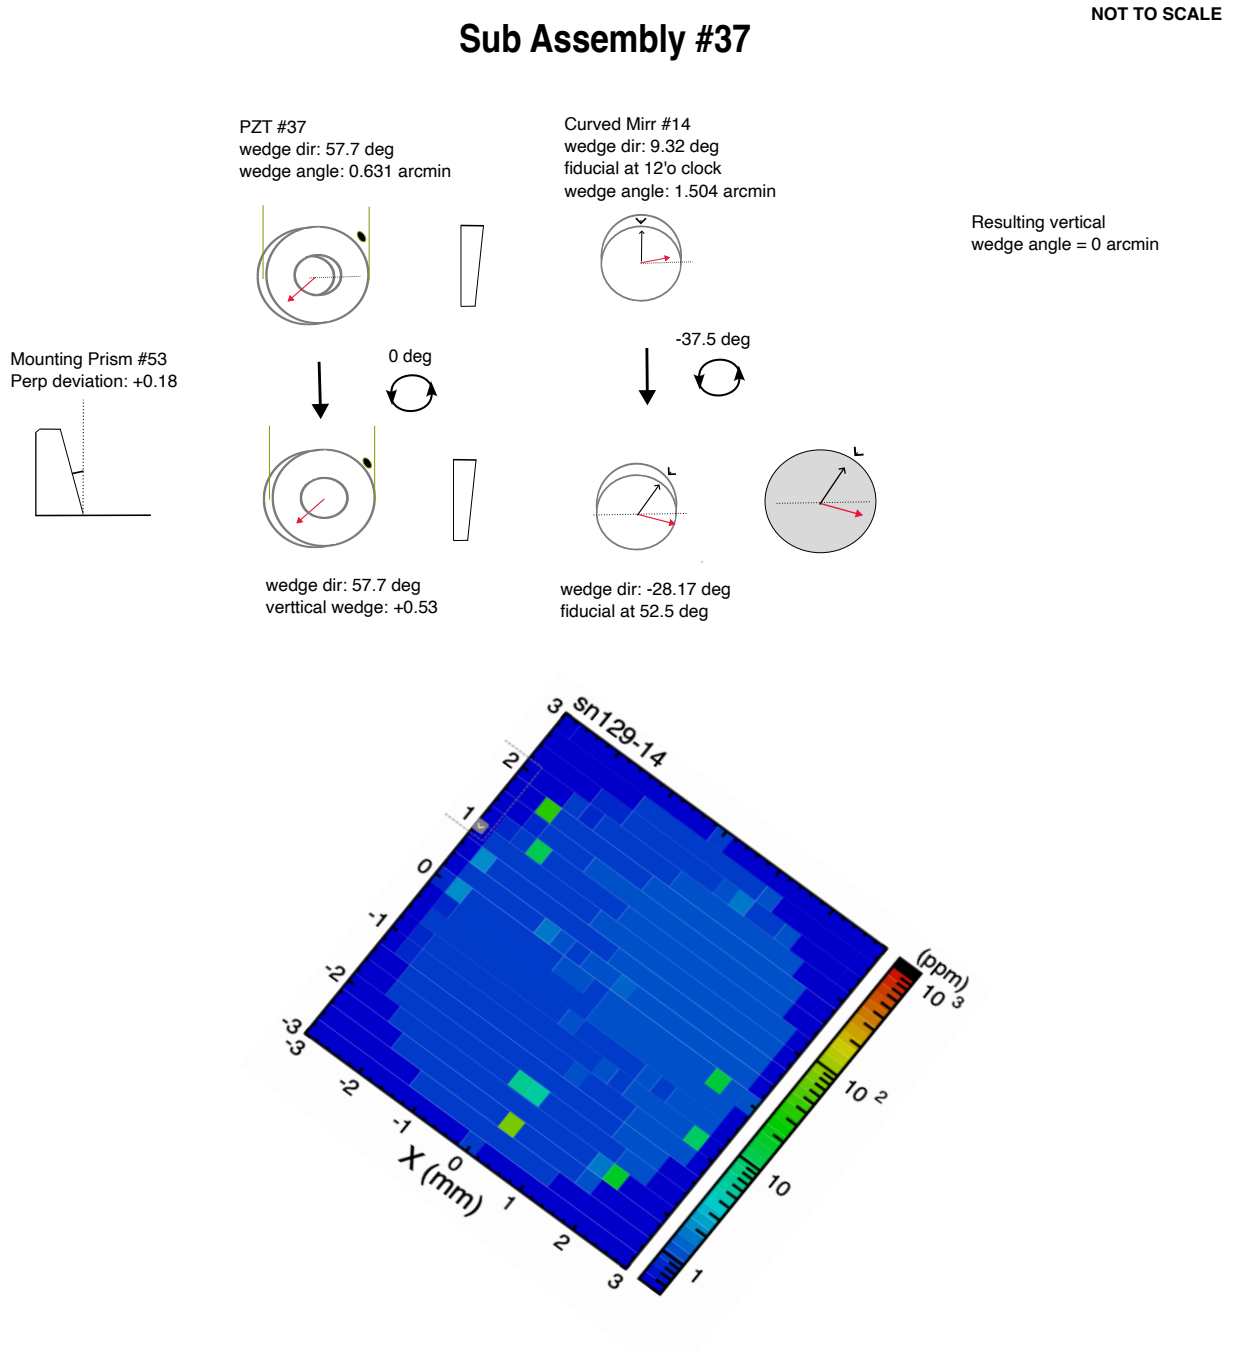 NOT TO SCALE
Sub Assembly #37
PZT #37
wedge dir: 57.7 deg
wedge angle: 0.631 arcmin
Curved Mirr #14
wedge dir: 9.32 deg
fiducial at 12'o clock
wedge angle: 1.504 arcmin
Resulting vertical
wedge angle = 0 arcmin
Mounting Prism #53
Perp deviation: +0.18
0 deg
-37.5 deg
wedge dir: 57.7 deg
verttical wedge: +0.53
wedge dir: -28.17 deg
fiducial at 52.5 deg
sn129-14
3
2
1
0
-1
-2
-3
-3
-2
-1
0
1
2
3
X (mm)
(ppm)
10 3
10 2
10
1